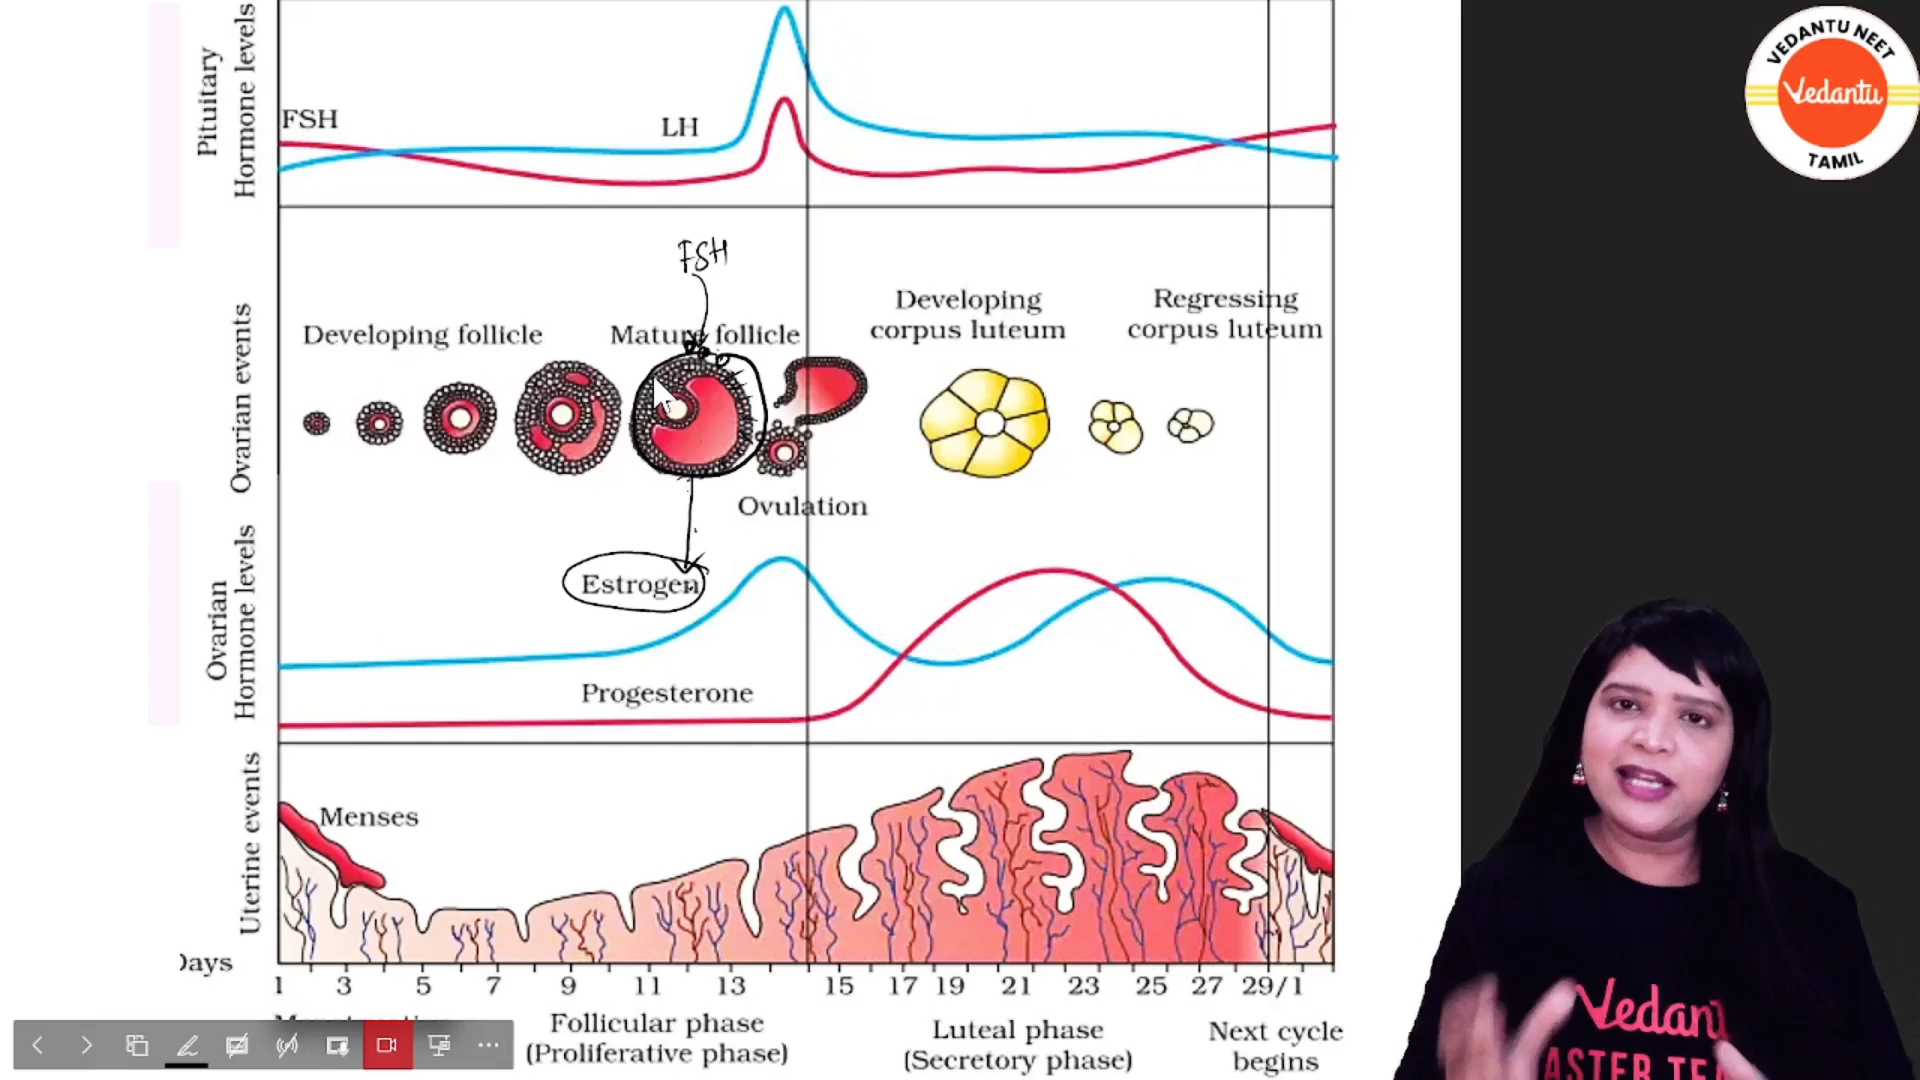 Pituitary
Hormone levels
FSH
LH
FSH
Ovarian events
Developing follicle
Mature follicle
Developing
corpus luteum
Regressing
corpus luteum
Ovulation
Ovarian
Hormone levels
Estrogen
Progesterone
Uterine events
Menses
Days
1 3 5 7 9 11 13 15 17 19 21 23 25 27 29/1
Follicular phase
(Proliferative phase)
Luteal phase
(Secretory phase)
Next cycle
begins
VEDANTU NEET
Vedantu
TAMIL